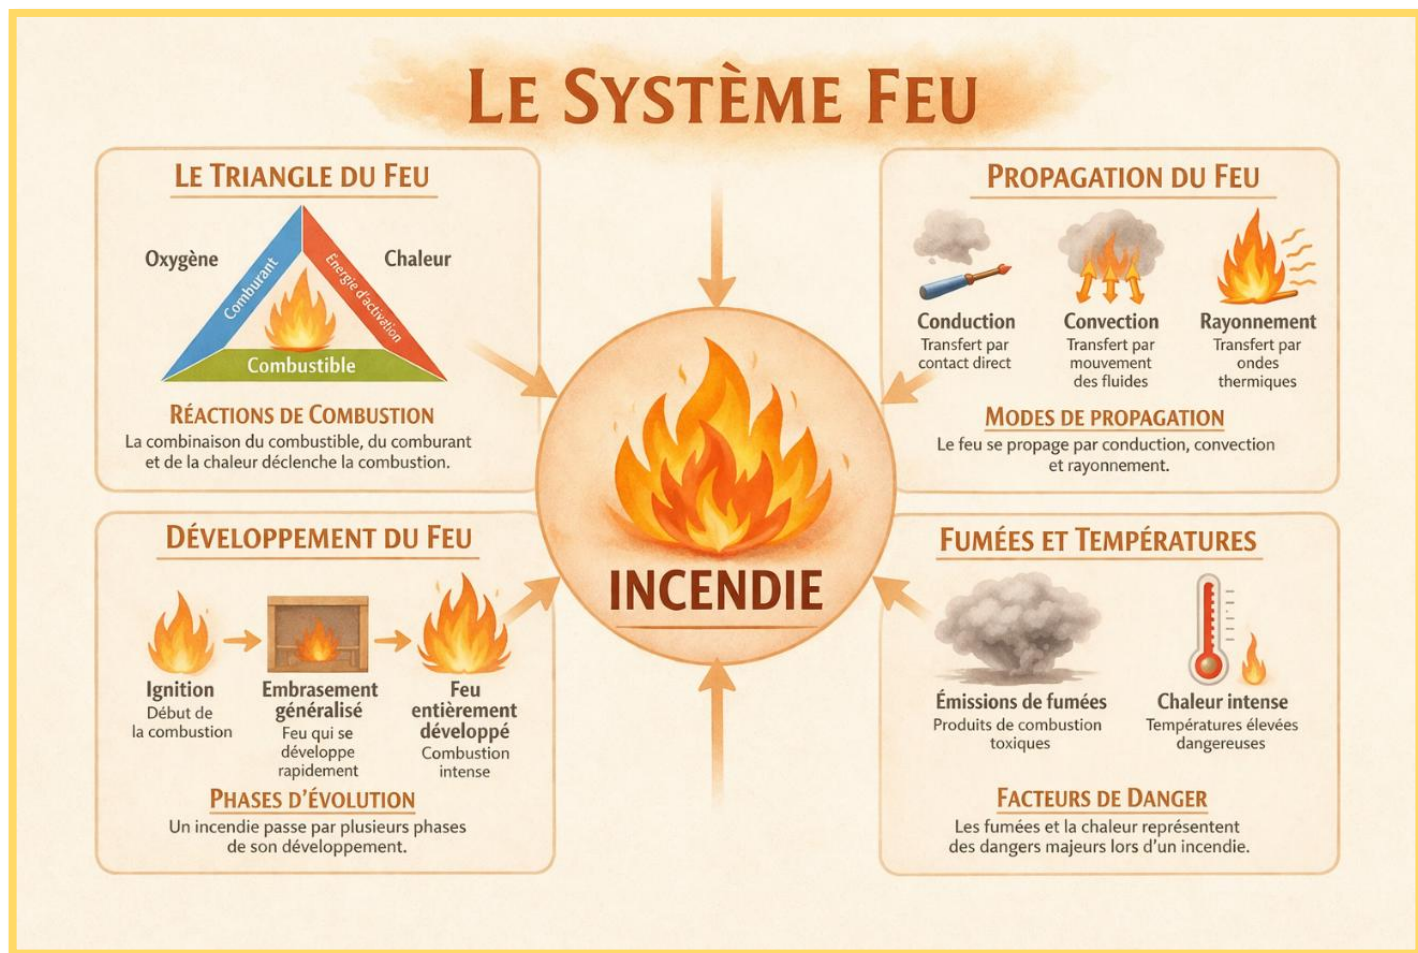 LE SYSTÈME FEU
LE TRIANGLE DU FEU
Oxygène
Chaleur
Comburant
Energie d'activation
Combustible
RÉACTIONS DE COMBUSTION
La combinaison du combustible, du comburant
et de la chaleur déclenche la combustion.
PROPAGATION DU FEU
Conduction
Transfert par
contact direct
Convection
Transfert par
mouvement
des fluides
Rayonnement
Transfert par
ondes
thermiques
MODES DE PROPAGATION
Le feu se propage par conduction, convection
et rayonnement.
INCENDIE
DÉVELOPPEMENT DU FEU
Ignition
Début de
la combustion
Embrasement
généralisé
Feu qui se
développe
rapidement
Feu
entièrement
développé
Combustion
intense
PHASES D'ÉVOLUTION
Un incendie passe par plusieurs phases
de son développement.
FUMÉES ET TEMPÉRATURES
Émissions de fumées
Produits de combustion
toxiques
Chaleur intense
Températures élevées
dangereuses
FACTEURS DE DANGER
Les fumées et la chaleur représentent
des dangers majeurs lors d'un incendie.